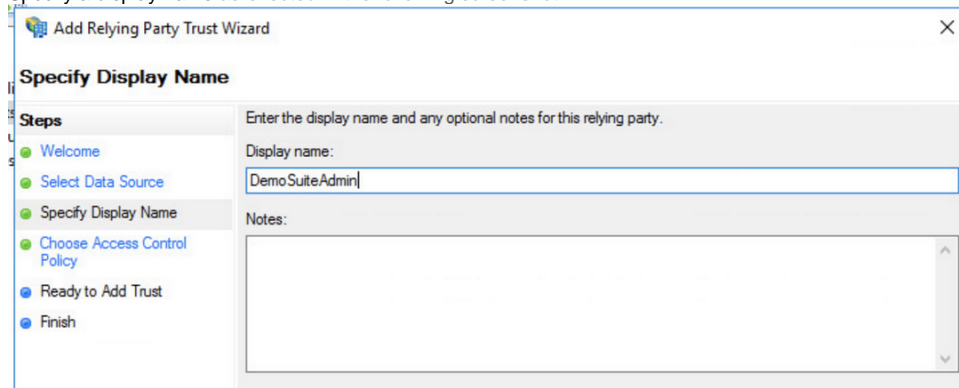 Add Relying Party Trust Wizard
Specify Display Name
Steps
Welcome
Select Data Source
Specify Display Name
Choose Access Control
Policy
Ready to Add Trust
Finish
Enter the display name and any optional notes for this relying party.
Display name:
DemoSuiteAdmin
Notes: